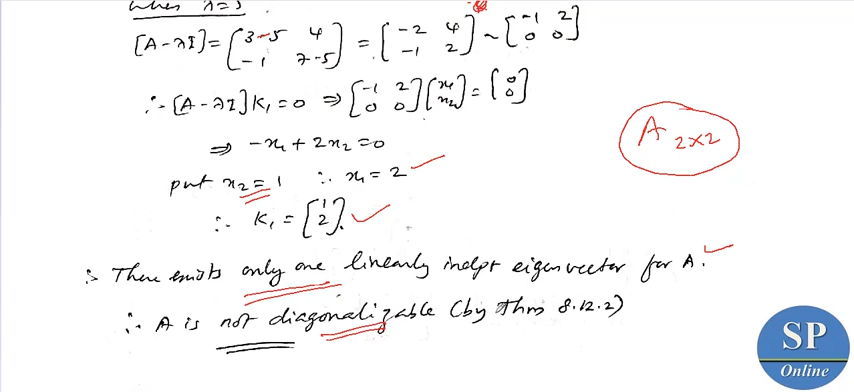 when λ=5
[A-λI]=[3-5 4 -1 7-5] = [-2 4 -1 2] ~ [-1 2 0 0]
∴ [A-λI]K₁=0 ⇒ [-1 2 0 0][x₁ x₂]=[0 0]
A 2×2
⇒ -x₁+2x₂=0
put x₂=1 ∴ x₁=2
∴ K₁=[1 2].
∴ There exists only one linearly indept eigenvector for A.
∴ A is not diagonalizable (by thm 8.12.2)
SP
Online